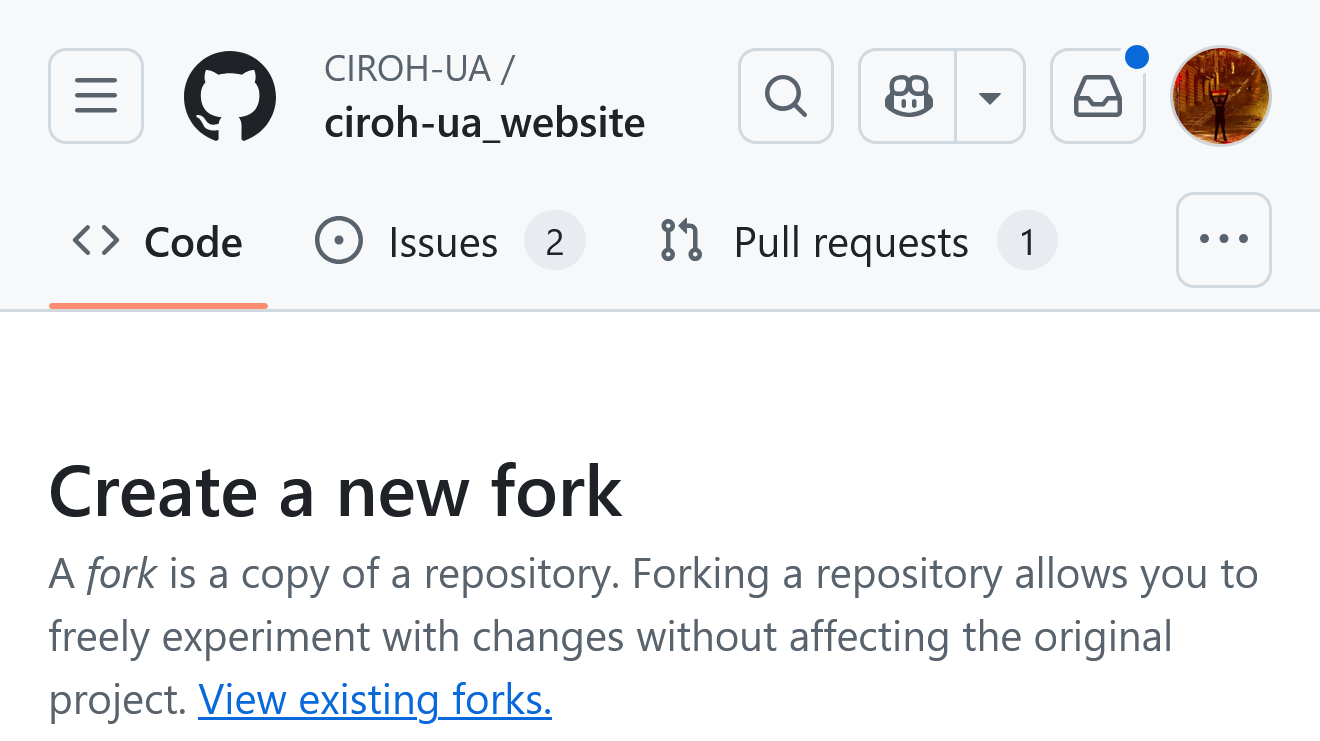 CIROH-UA /
ciroh-ua_website
Code
Issues 2
Pull requests 1
Create a new fork
A fork is a copy of a repository. Forking a repository allows you to
freely experiment with changes without affecting the original
project. View existing forks.